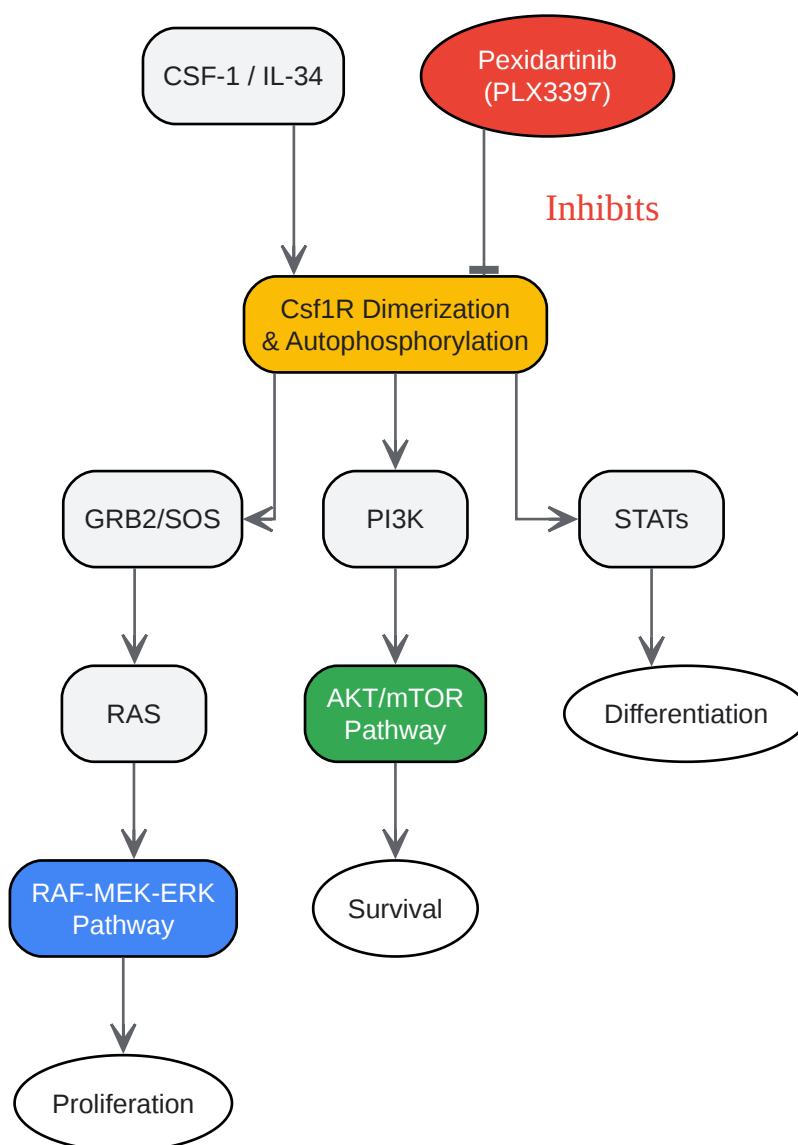 CSF-1 / IL-34
Pexidartinib
(PLX3397)
Inhibits
Csf1R Dimerization
& Autophosphorylation
GRB2/SOS
PI3K
STATs
RAS
AKT/mTOR
Pathway
Differentiation
RAF-MEK-ERK
Pathway
Survival
Proliferation